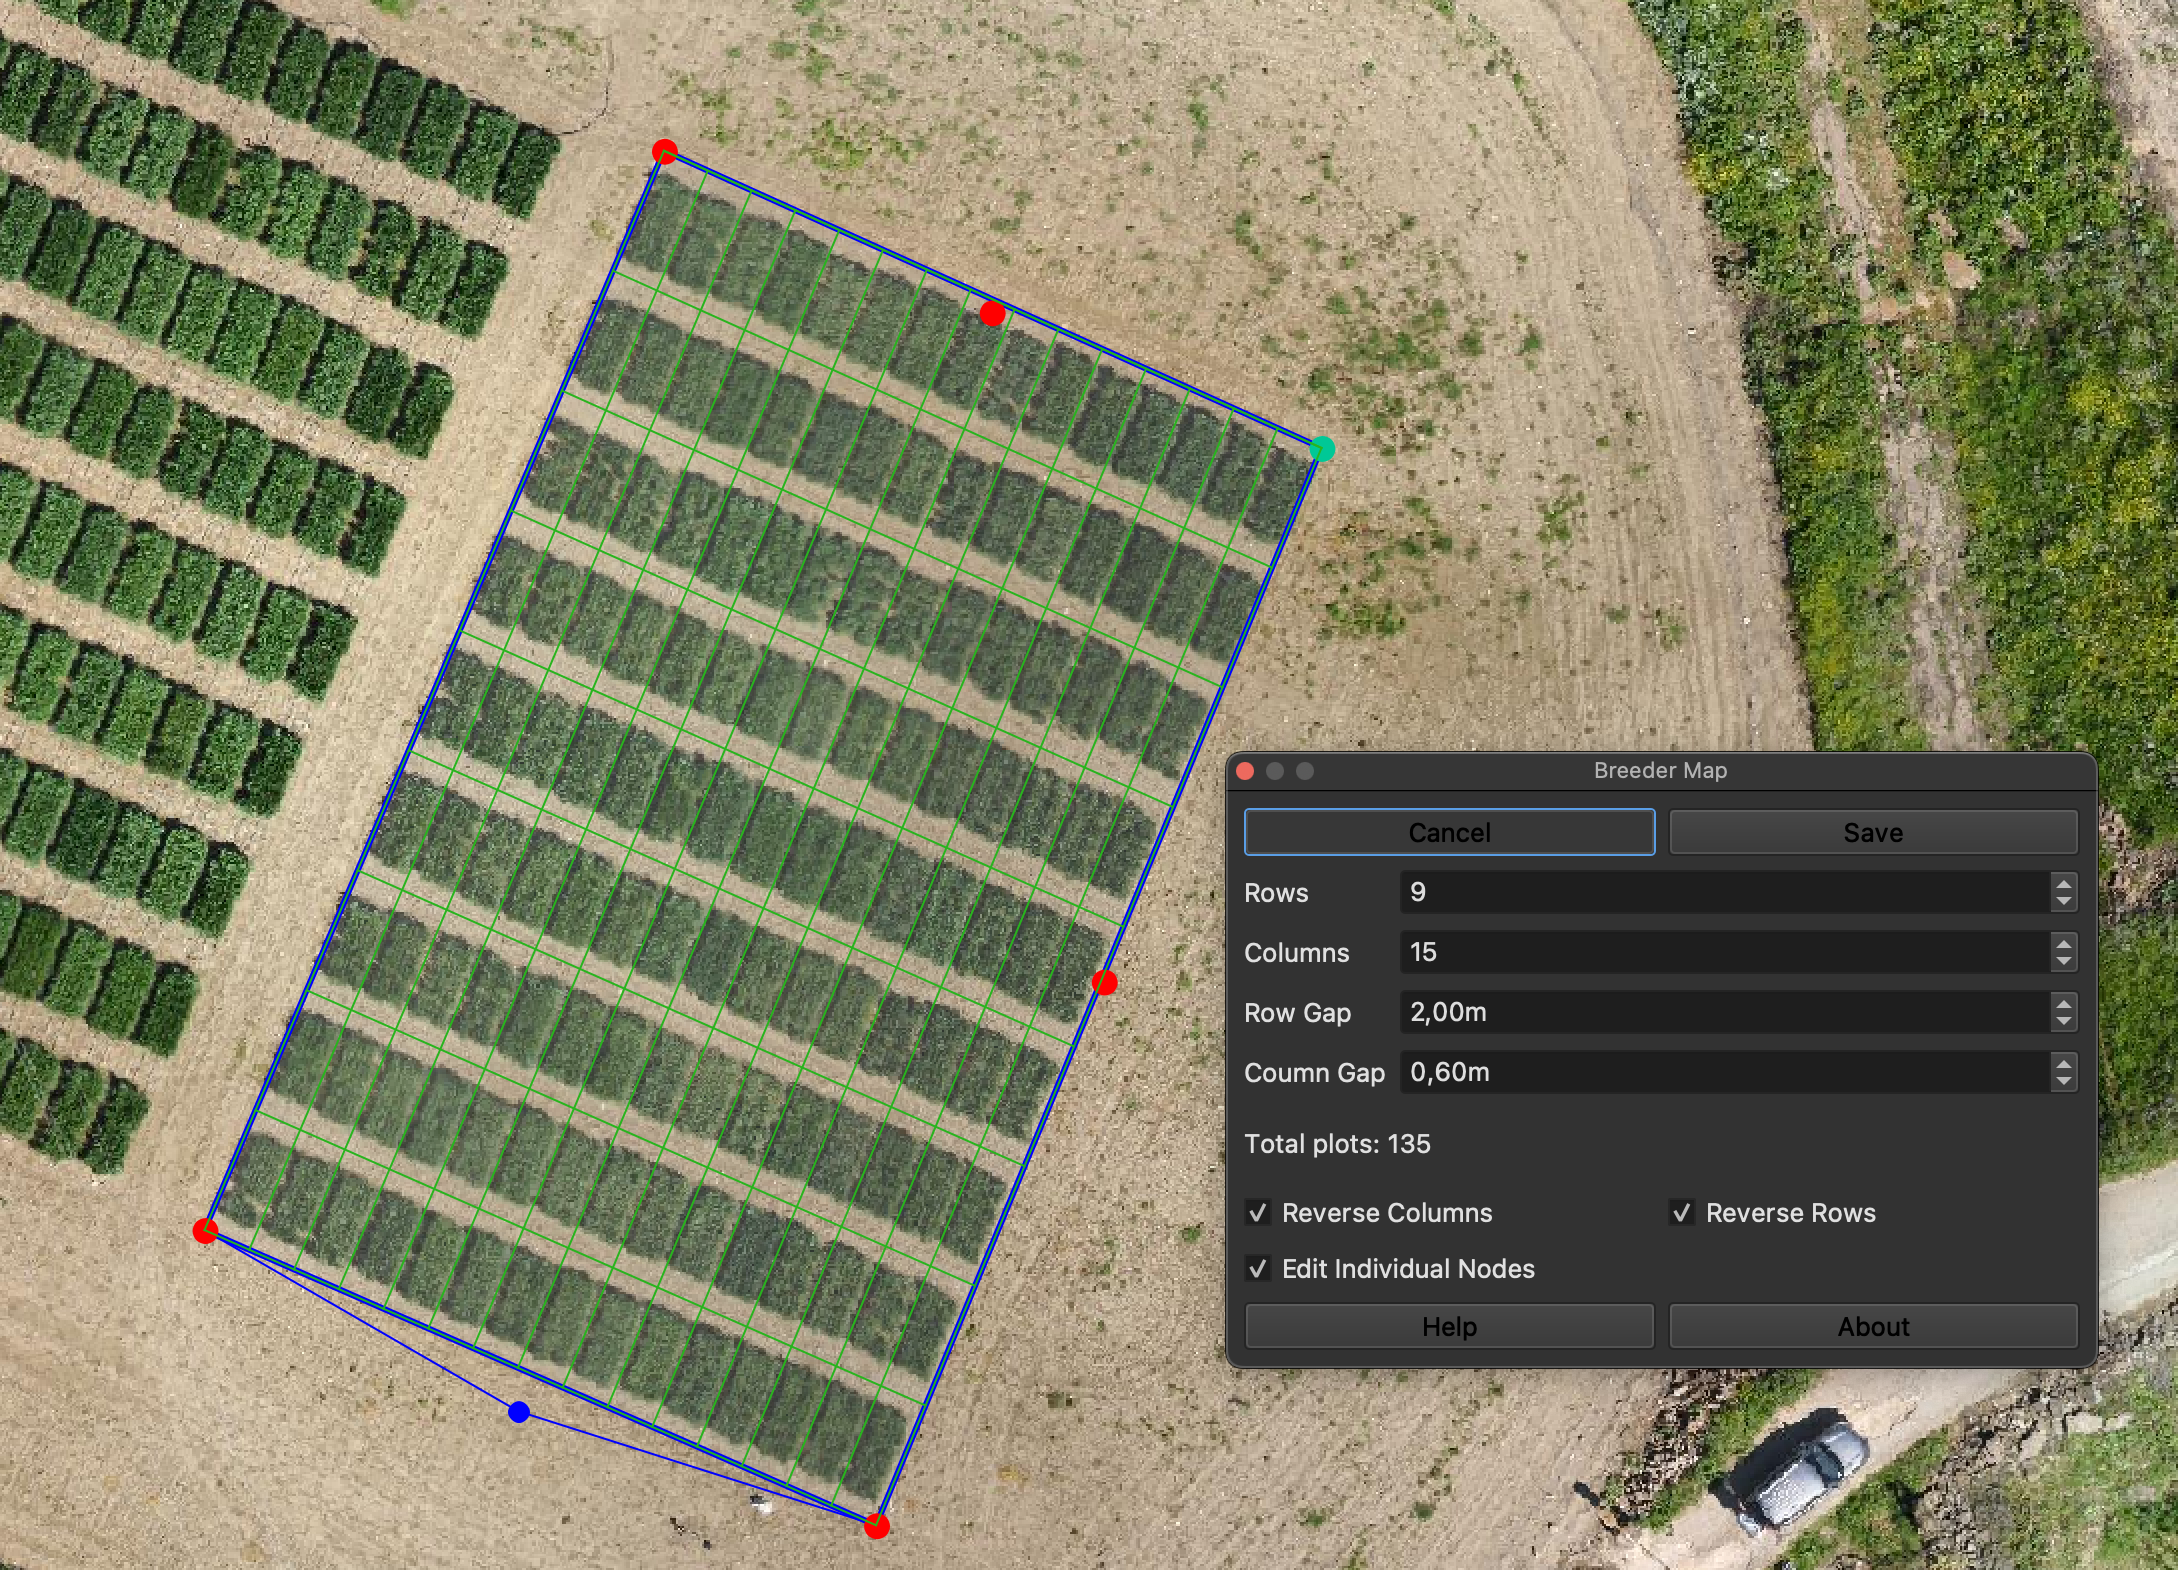 Breeder Map
Cancel Save
Rows 9
Columns 15
Row Gap 2,00m
Coumn Gap 0,60m
Total plots: 135
Reverse Columns Reverse Rows
Edit Individual Nodes
Help About